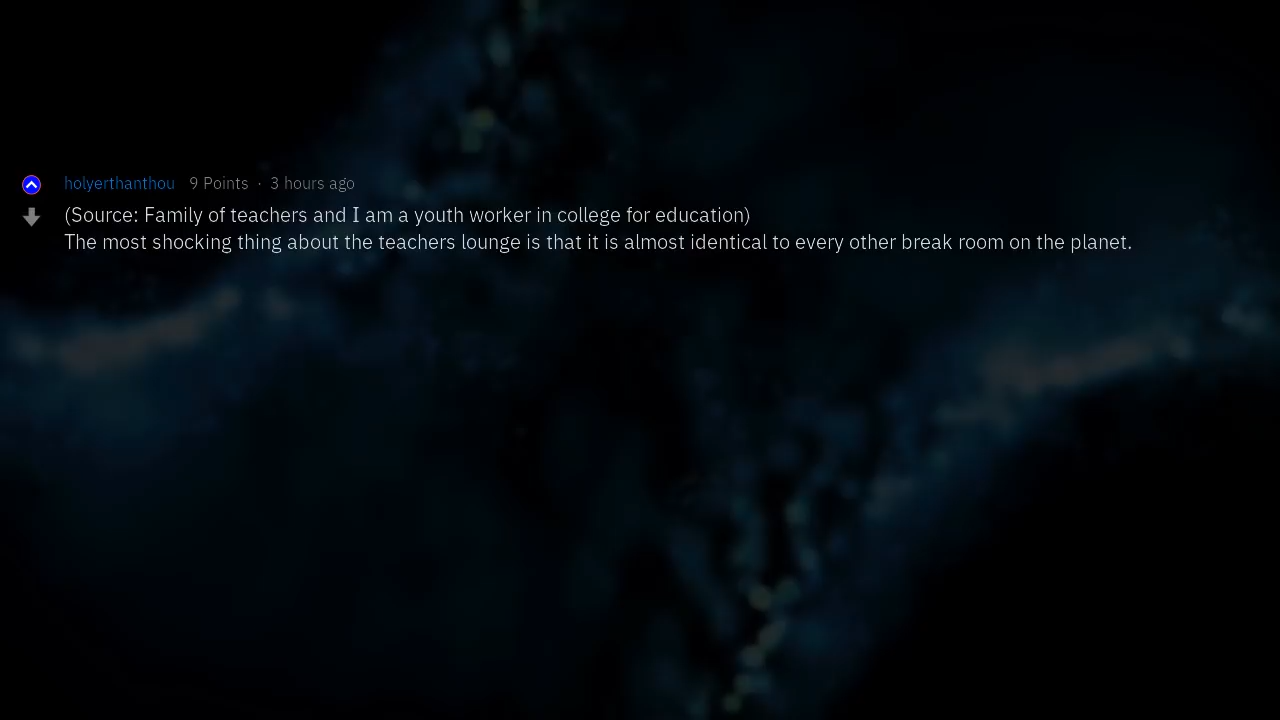 holyerthanthou 9 Points · 3 hours ago
(Source: Family of teachers and I am a youth worker in college for education)
The most shocking thing about the teachers lounge is that it is almost identical to every other break room on the planet.